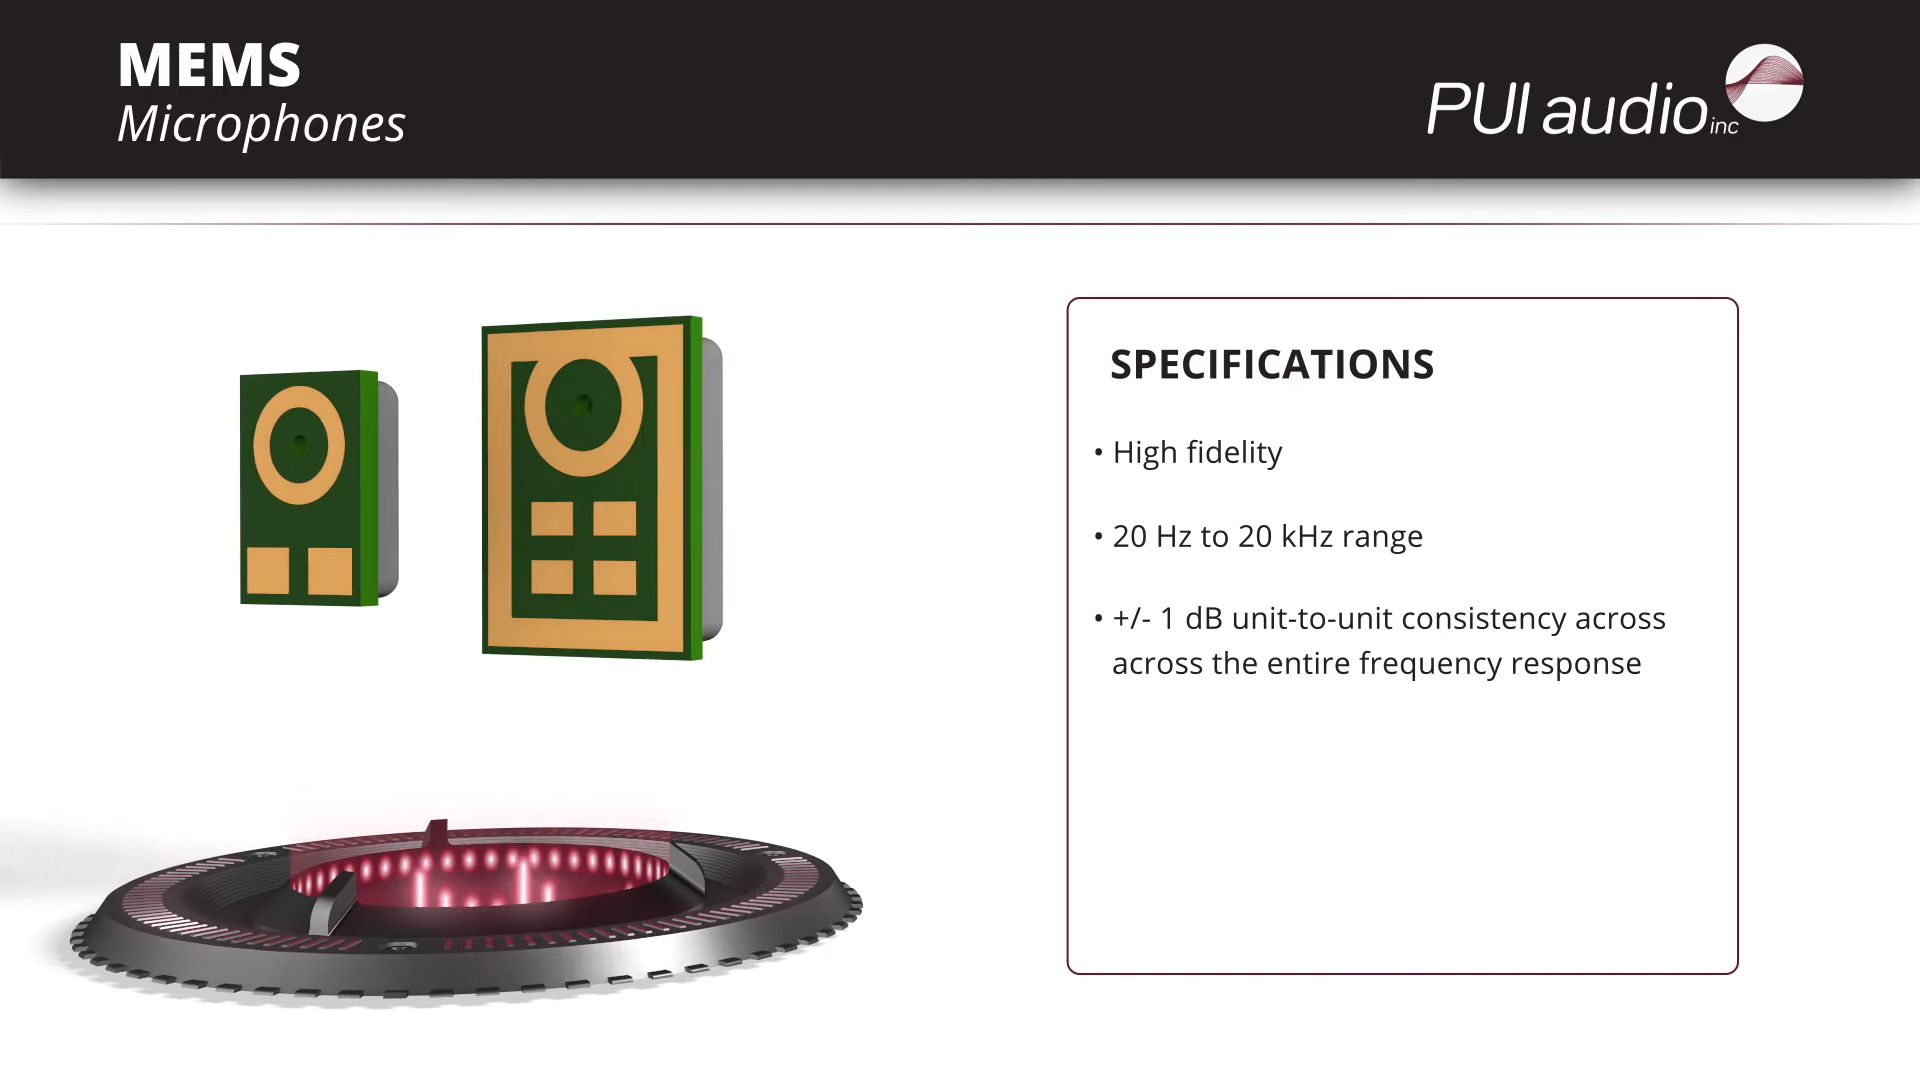 MEMS
Microphones
PUI audio inc
SPECIFICATIONS
• High fidelity
• 20 Hz to 20 kHz range
• +/- 1 dB unit-to-unit consistency across
across the entire frequency response